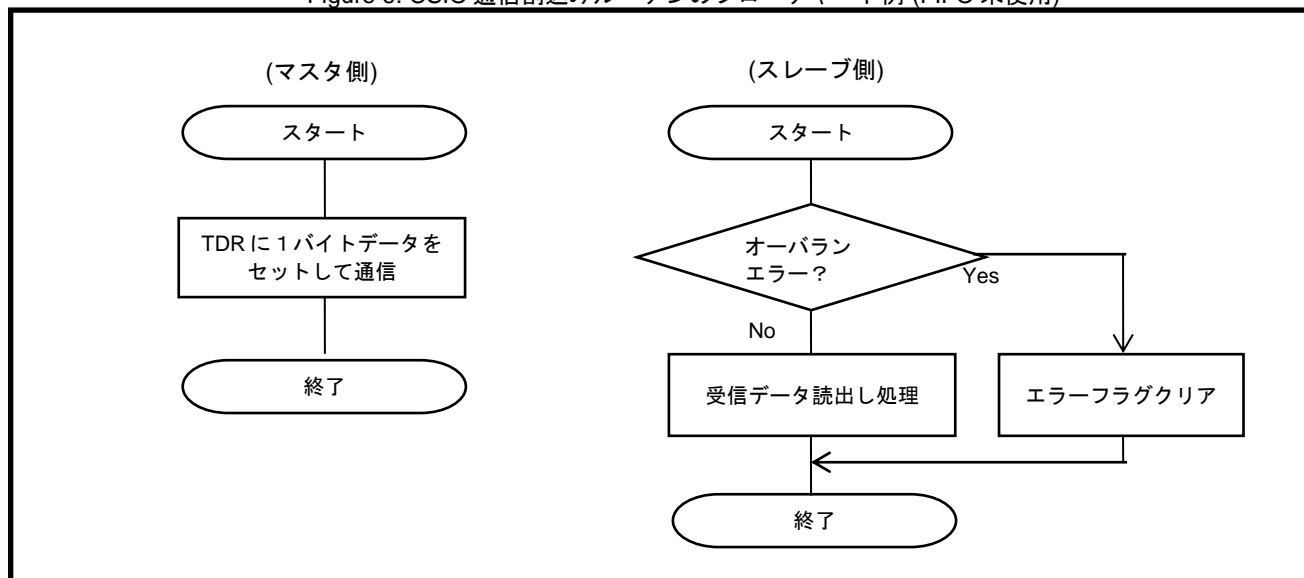 (マスタ側)
スタート
TDR に 1 バイトデータを
セットして通信
終了
(スレーブ側)
スタート
オーバラン
エラー?
Yes
No
受信データ読出し処理
エラーフラグクリア
終了